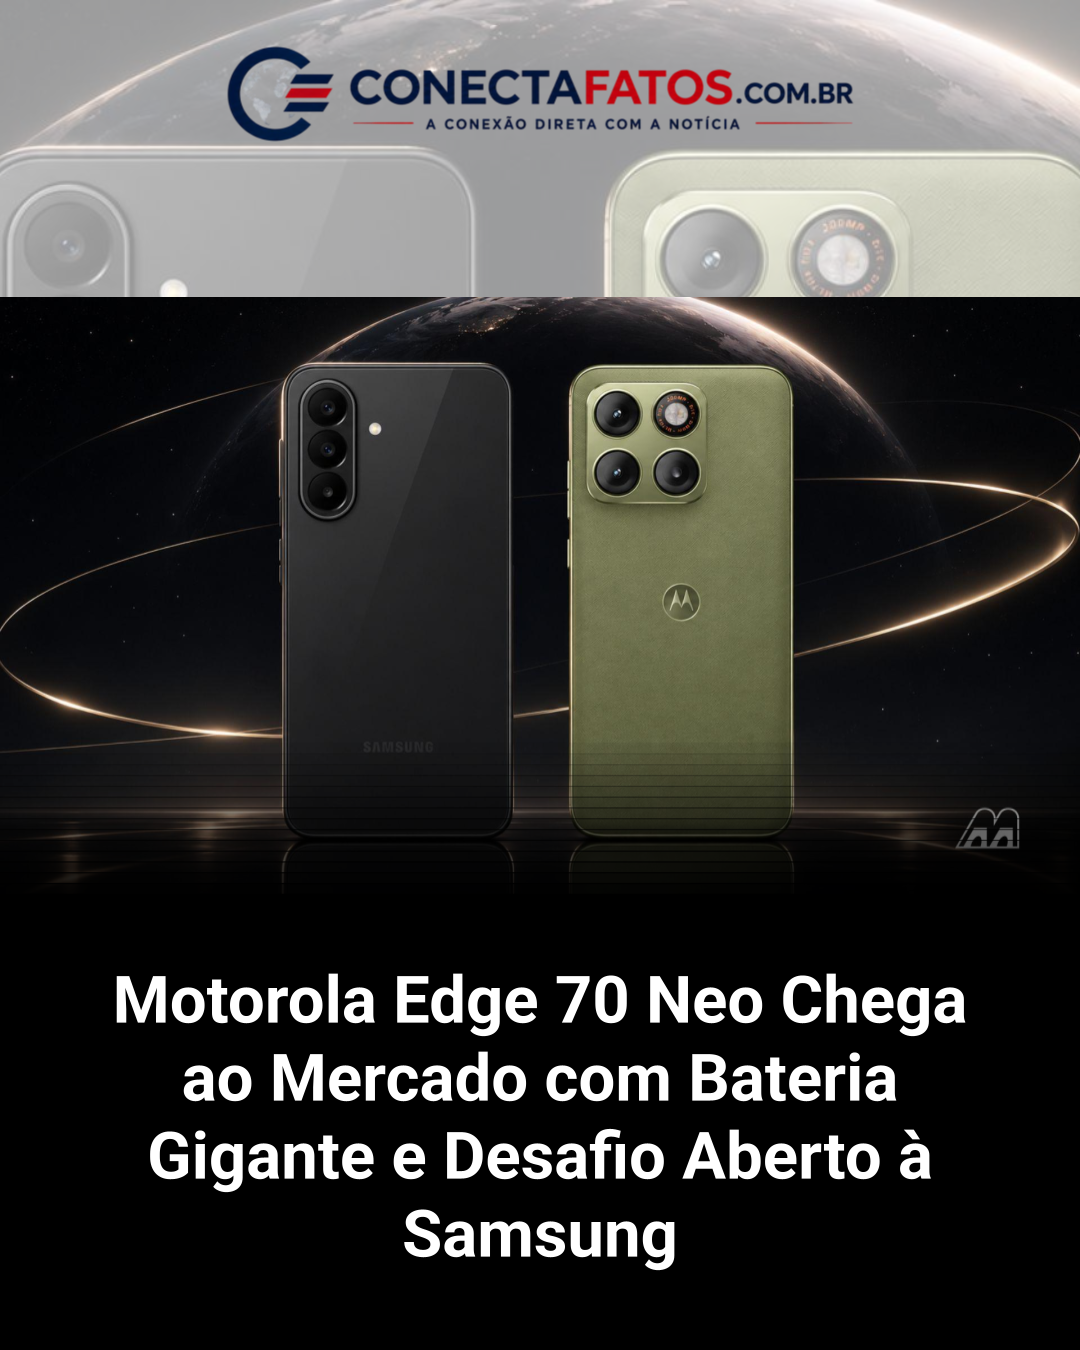 CONECTAFATOS.COM.BR
A CONEXÃO DIRETA COM A NOTÍCIA
SAMSUNG
Motorola Edge 70 Neo Chega
ao Mercado com Bateria
Gigante e Desafio Aberto à
Samsung